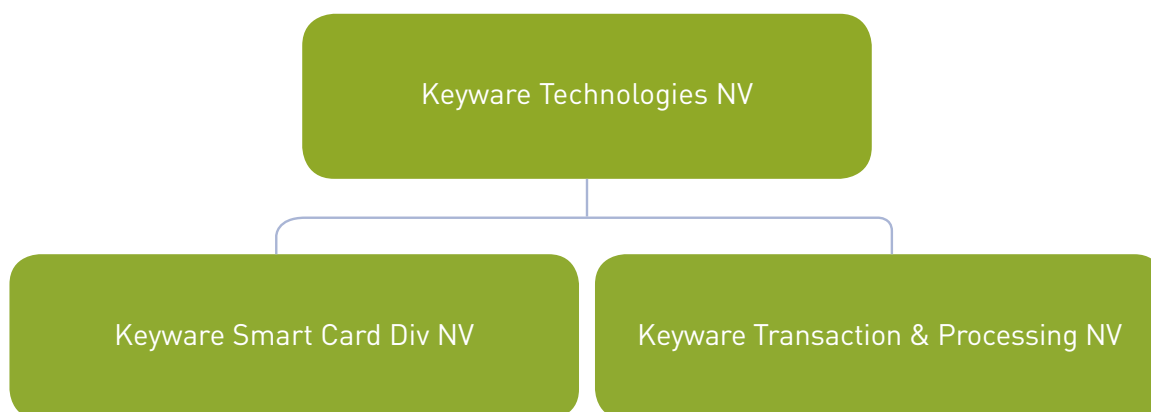 Keyware Technologies NV
Keyware Smart Card Div NV
Keyware Transaction & Processing NV